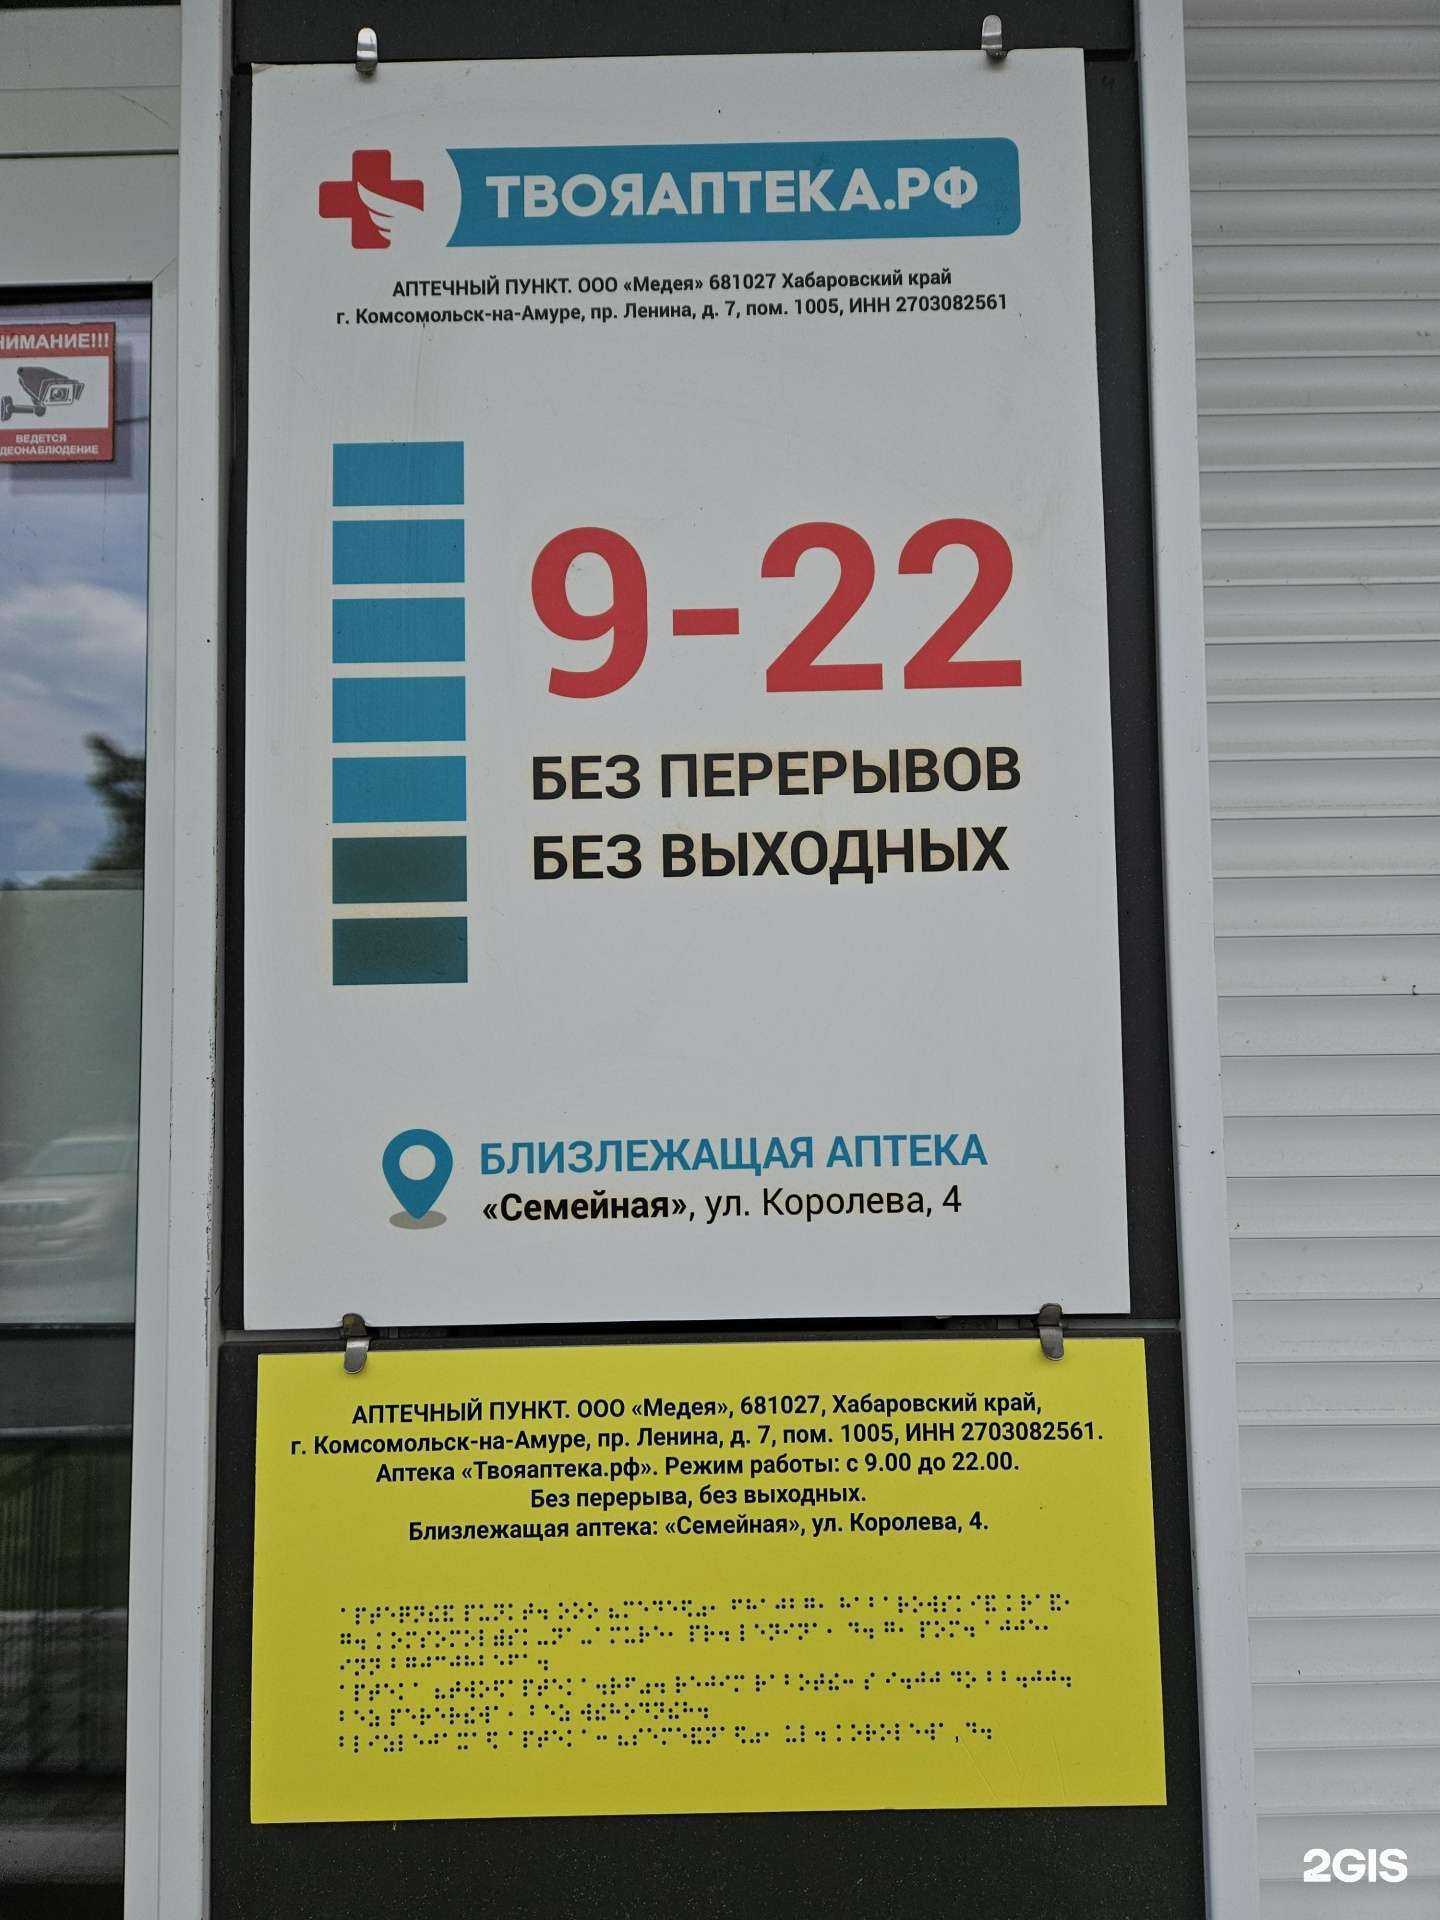 ТВОЯАПТЕКА.РФ
АПТЕЧНЫЙ ПУНКТ. ООО «Медея» 681027 Хабаровский край
г. Комсомольск-на-Амуре, пр. Ленина, д. 7, пом. 1005, ИНН 2703082561
НИМАНИЕ!!!
ВЕДЕТСЯ
ДЕОНАБЛЮДЕНИЕ
9-22
БЕЗ ПЕРЕРЫВОВ
БЕЗ ВЫХОДНЫХ
БЛИЗЛЕЖАЩАЯ АПТЕКА
«Семейная», ул. Королева, 4
АПТЕЧНЫЙ ПУНКТ. ООО «Медея», 681027, Хабаровский край,
г. Комсомольск-на-Амуре, пр. Ленина, д. 7, пом. 1005, ИНН 2703082561.
Аптека «Твояаптека.рф». Режим работы: с 9.00 до 22.00.
Без перерыва, без выходных.
Близлежащая аптека: «Семейная», ул. Королева, 4.
2GIS